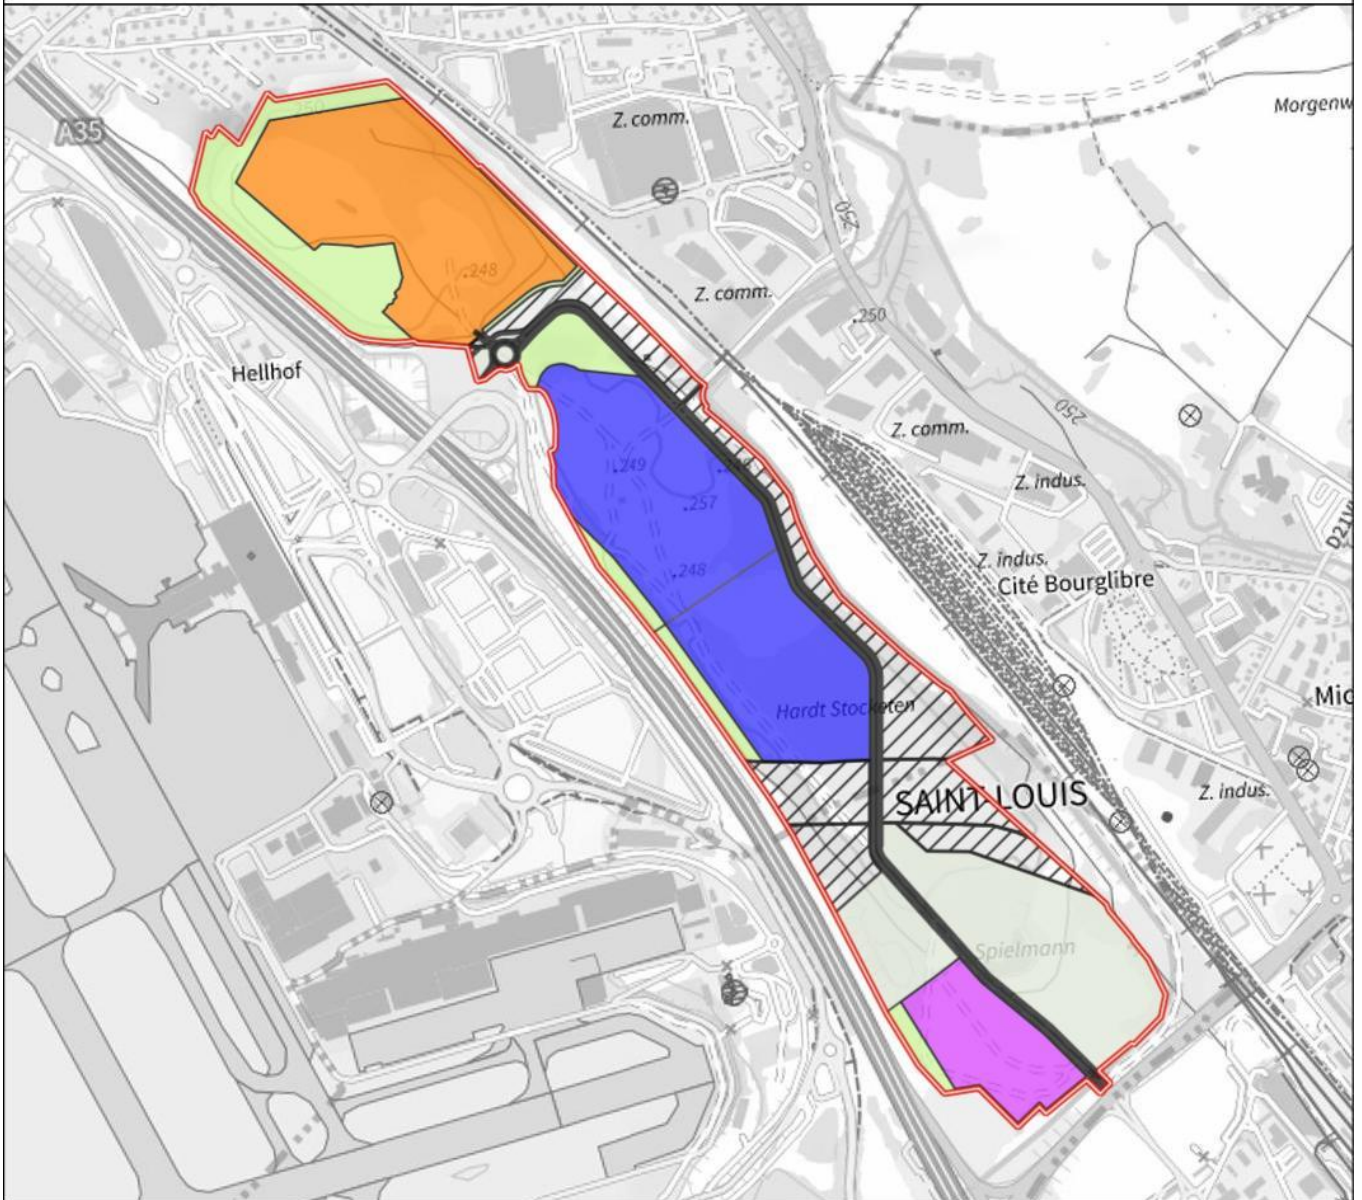 Morgenw
A35
250
Z. comm.
250
.248
Z. comm.
.250
Hellhof
250
Z. comm.
.249
Z. indus.
.257
D21V
Z. indus.
.248
Cité Bourglibre
Mic
Hardt Stocketen
Z. indus.
SAINT LOUIS
Spielmann